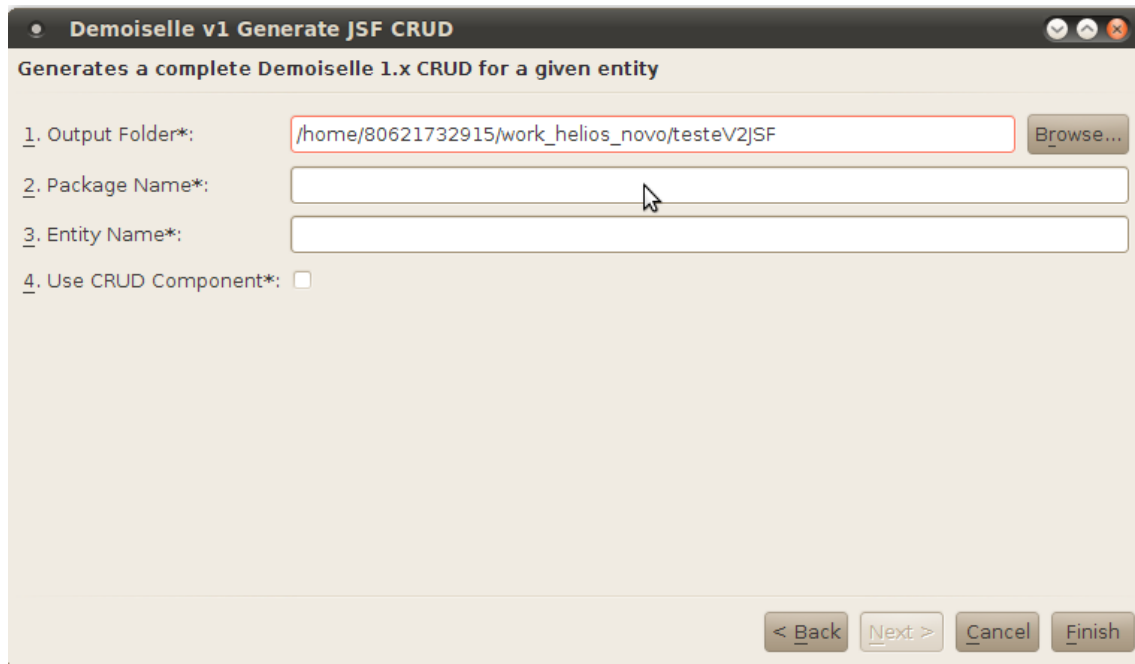 Demoiselle v1 Generate JSF CRUD
Generates a complete Demoiselle 1.x CRUD for a given entity
1. Output Folder*: /home/80621732915/work_helios_novo/testeV2JSF Browse...
2. Package Name*:
3. Entity Name*:
4. Use CRUD Component*:
< Back Next > Cancel Finish